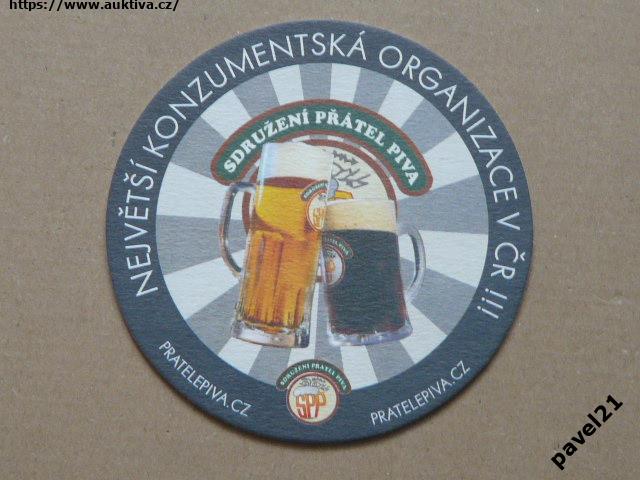 https://www.auktiva.cz/
NEJVĚTŠÍ KONZUMENTSKÁ ORGANIZACE V ČR !!!
SDRUŽENÍ PŘÁTEL PIVA
SPP
SDRUŽENÍ PŘÁTEL PIVA
SPP
PRATELEPIVA.CZ
PRATELEPIVA.CZ
pavel21